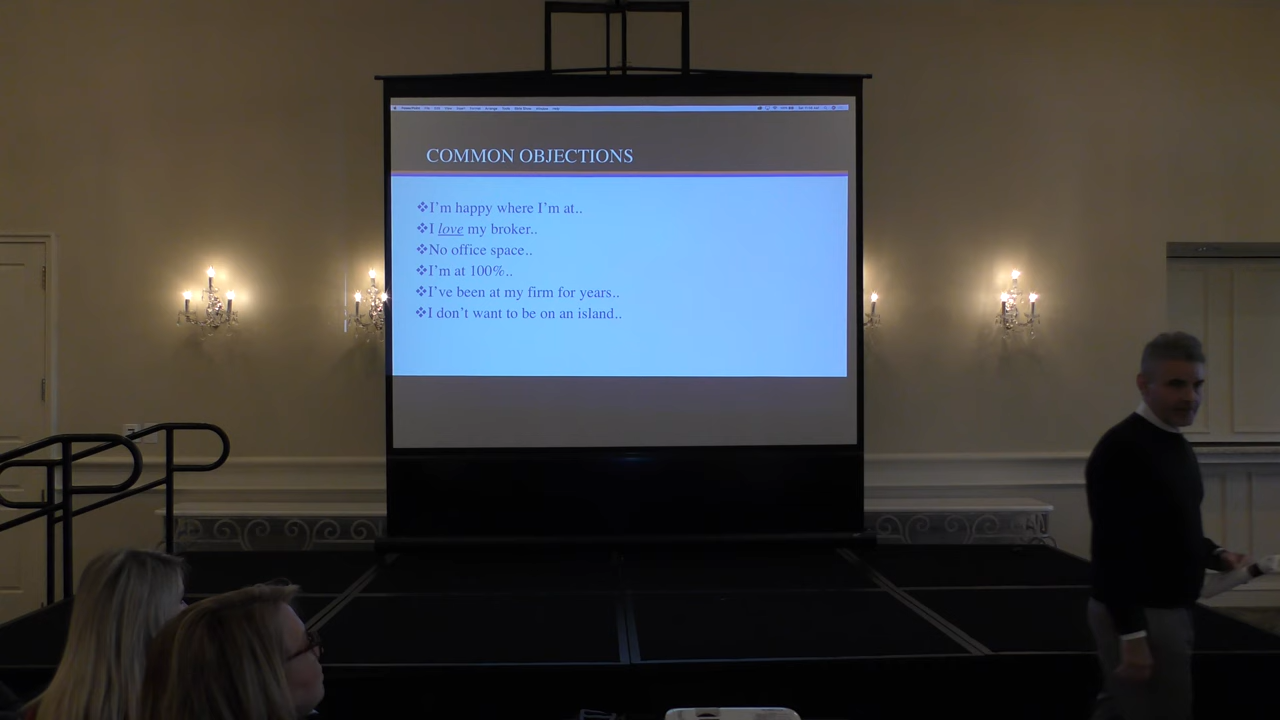 COMMON OBJECTIONS
❖I'm happy where I'm at..
❖I love my broker..
❖No office space..
❖I'm at 100%..
❖I've been at my firm for years..
❖I don't want to be on an island..